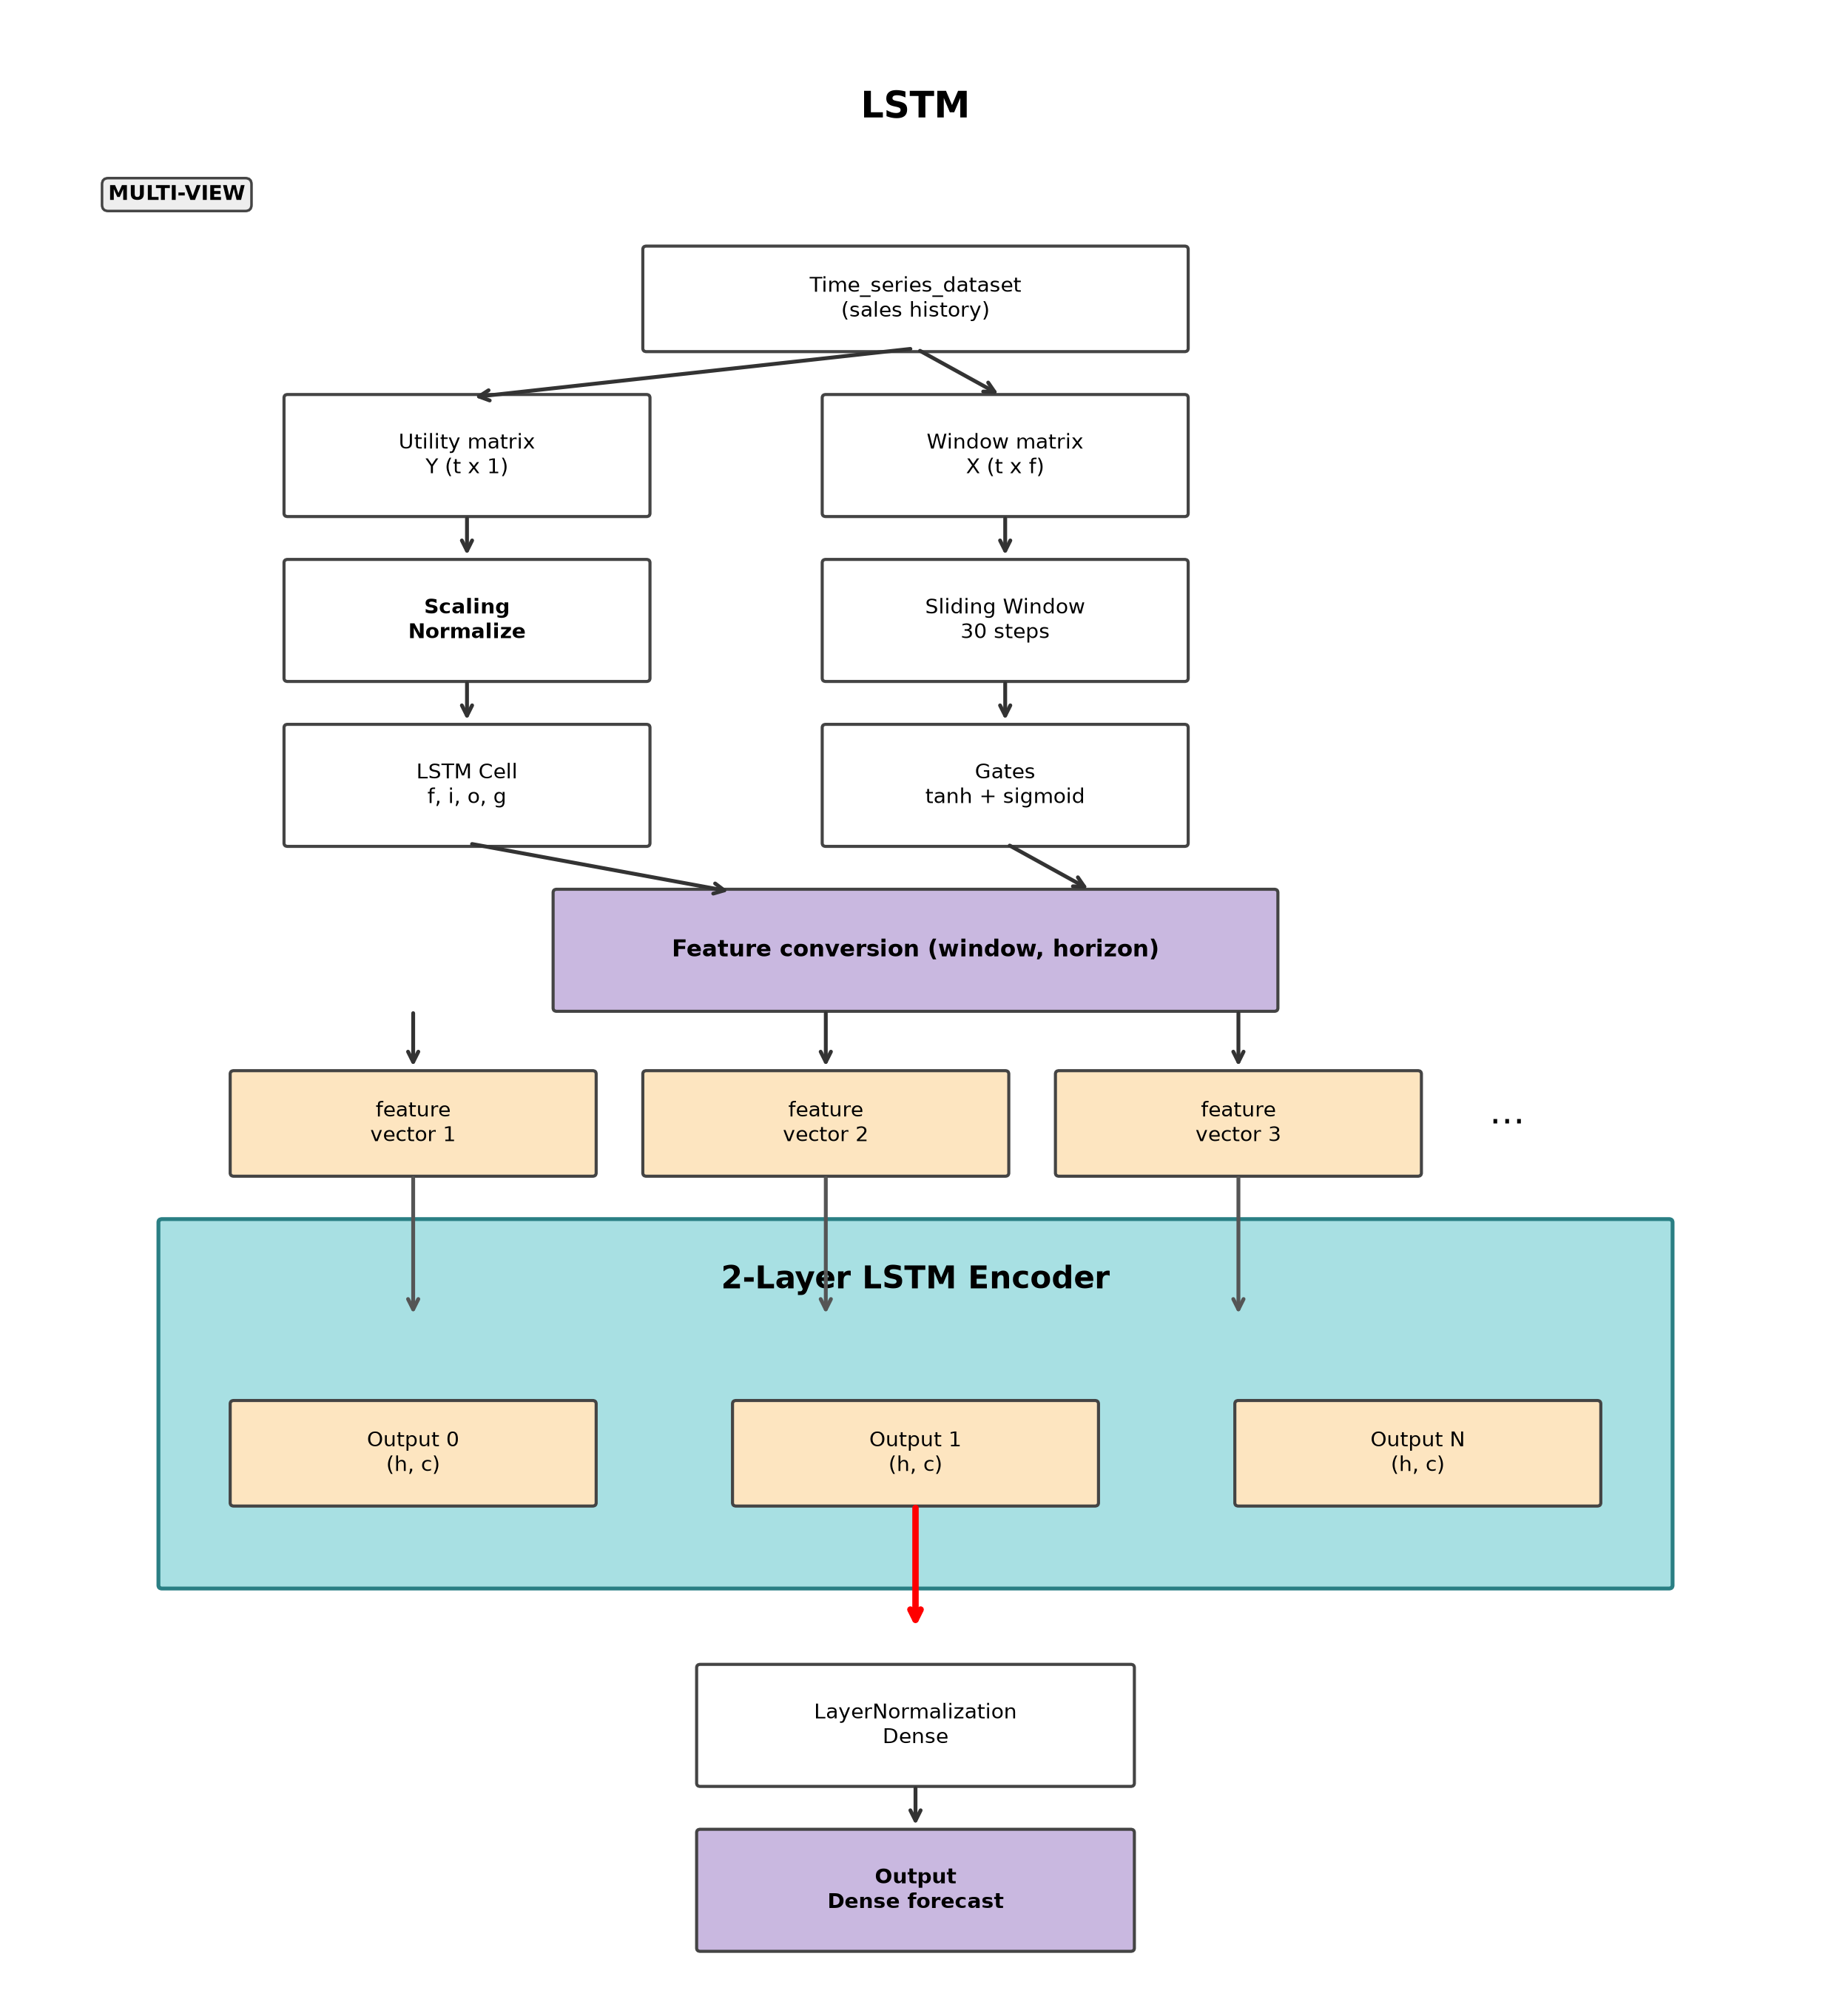 LSTM
MULTI-VIEW
Time_series_dataset
(sales history)
Utility matrix
Y (t x 1)
Window matrix
X (t x f)
Scaling
Normalize
Sliding Window
30 steps
LSTM Cell
f, i, o, g
Gates
tanh + sigmoid
Feature conversion (window, horizon)
feature
vector 1
feature
vector 2
feature
vector 3
...
2-Layer LSTM Encoder
Output 0
(h, c)
Output 1
(h, c)
Output N
(h, c)
LayerNormalization
Dense
Output
Dense forecast